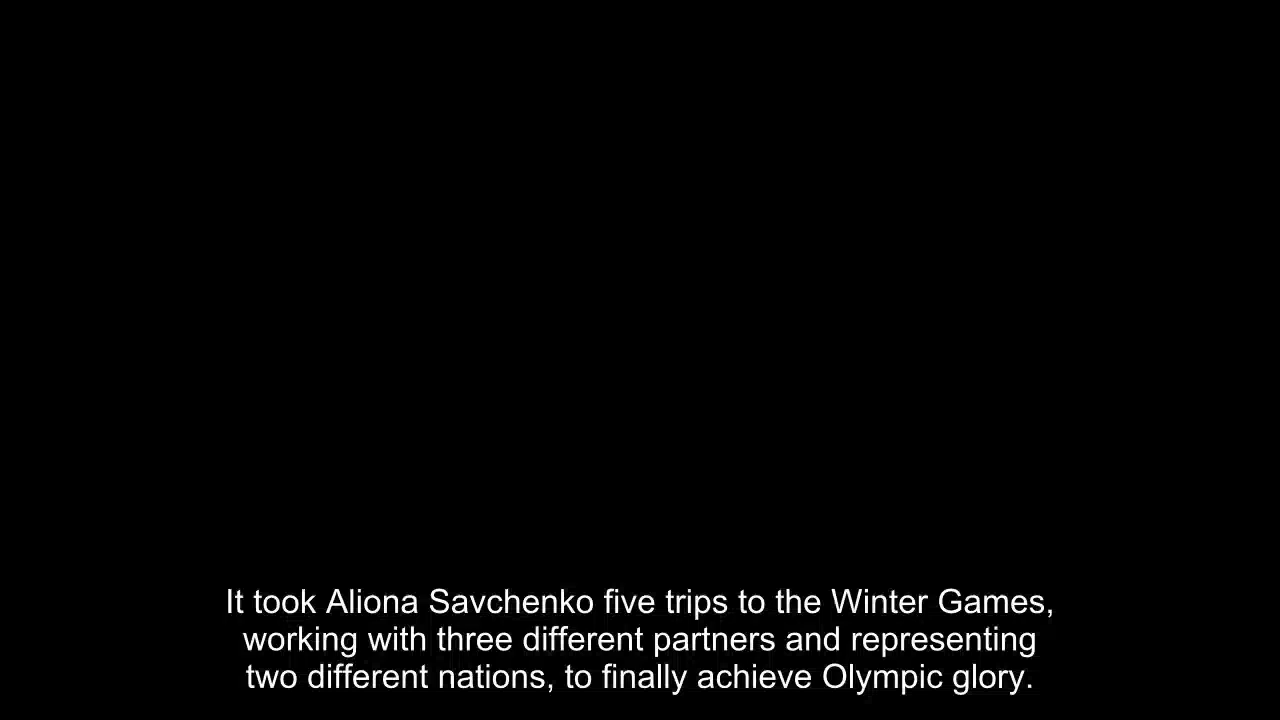 It took Aliona Savchenko five trips to the Winter Games,
working with three different partners and representing
two different nations, to finally achieve Olympic glory.